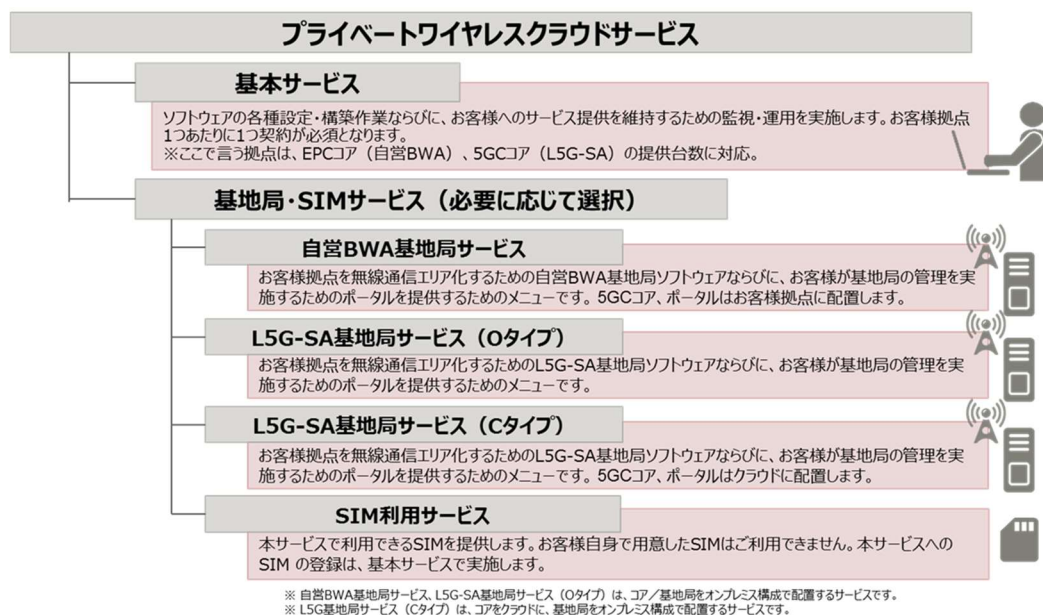 プライベートワイヤレスクラウドサービス
基本サービス
ソフトウェアの各種設定・構築作業ならびに、お客様へのサービス提供を維持するための監視・運用を実施します。お客様拠点
1つあたりに1つ契約が必須となります。
※ここで言う拠点は、EPCコア（自営BWA）、5GCコア（L5G-SA）の提供台数に対応。
基地局・SIMサービス（必要に応じて選択）
自営BWA基地局サービス
お客様拠点を無線通信エリア化するための自営BWA基地局ソフトウェアならびに、お客様が基地局の管理を実
施するためのポータルを提供するためのメニューです。5GCコア、ポータルはお客様拠点に配置します。
L5G-SA基地局サービス（Oタイプ）
お客様拠点を無線通信エリア化するためのL5G-SA基地局ソフトウェアならびに、お客様が基地局の管理を実
施するためのポータルを提供するためのメニューです。
L5G-SA基地局サービス（Cタイプ）
お客様拠点を無線通信エリア化するためのL5G-SA基地局ソフトウェアならびに、お客様が基地局の管理を実
施するためのポータルを提供するためのメニューです。5GCコア、ポータルはクラウドに配置します。
SIM利用サービス
本サービスで利用できるSIMを提供します。お客様自身で用意したSIMはご利用できません。本サービスへの
SIM の登録は、基本サービスで実施します。
※ 自営BWA基地局サービス、L5G-SA基地局サービス（Oタイプ）は、コア／基地局をオンプレミス構成で配置するサービスです。
※ L5G基地局サービス（Cタイプ）は、コアをクラウドに、基地局をオンプレミス構成で配置するサービスです。